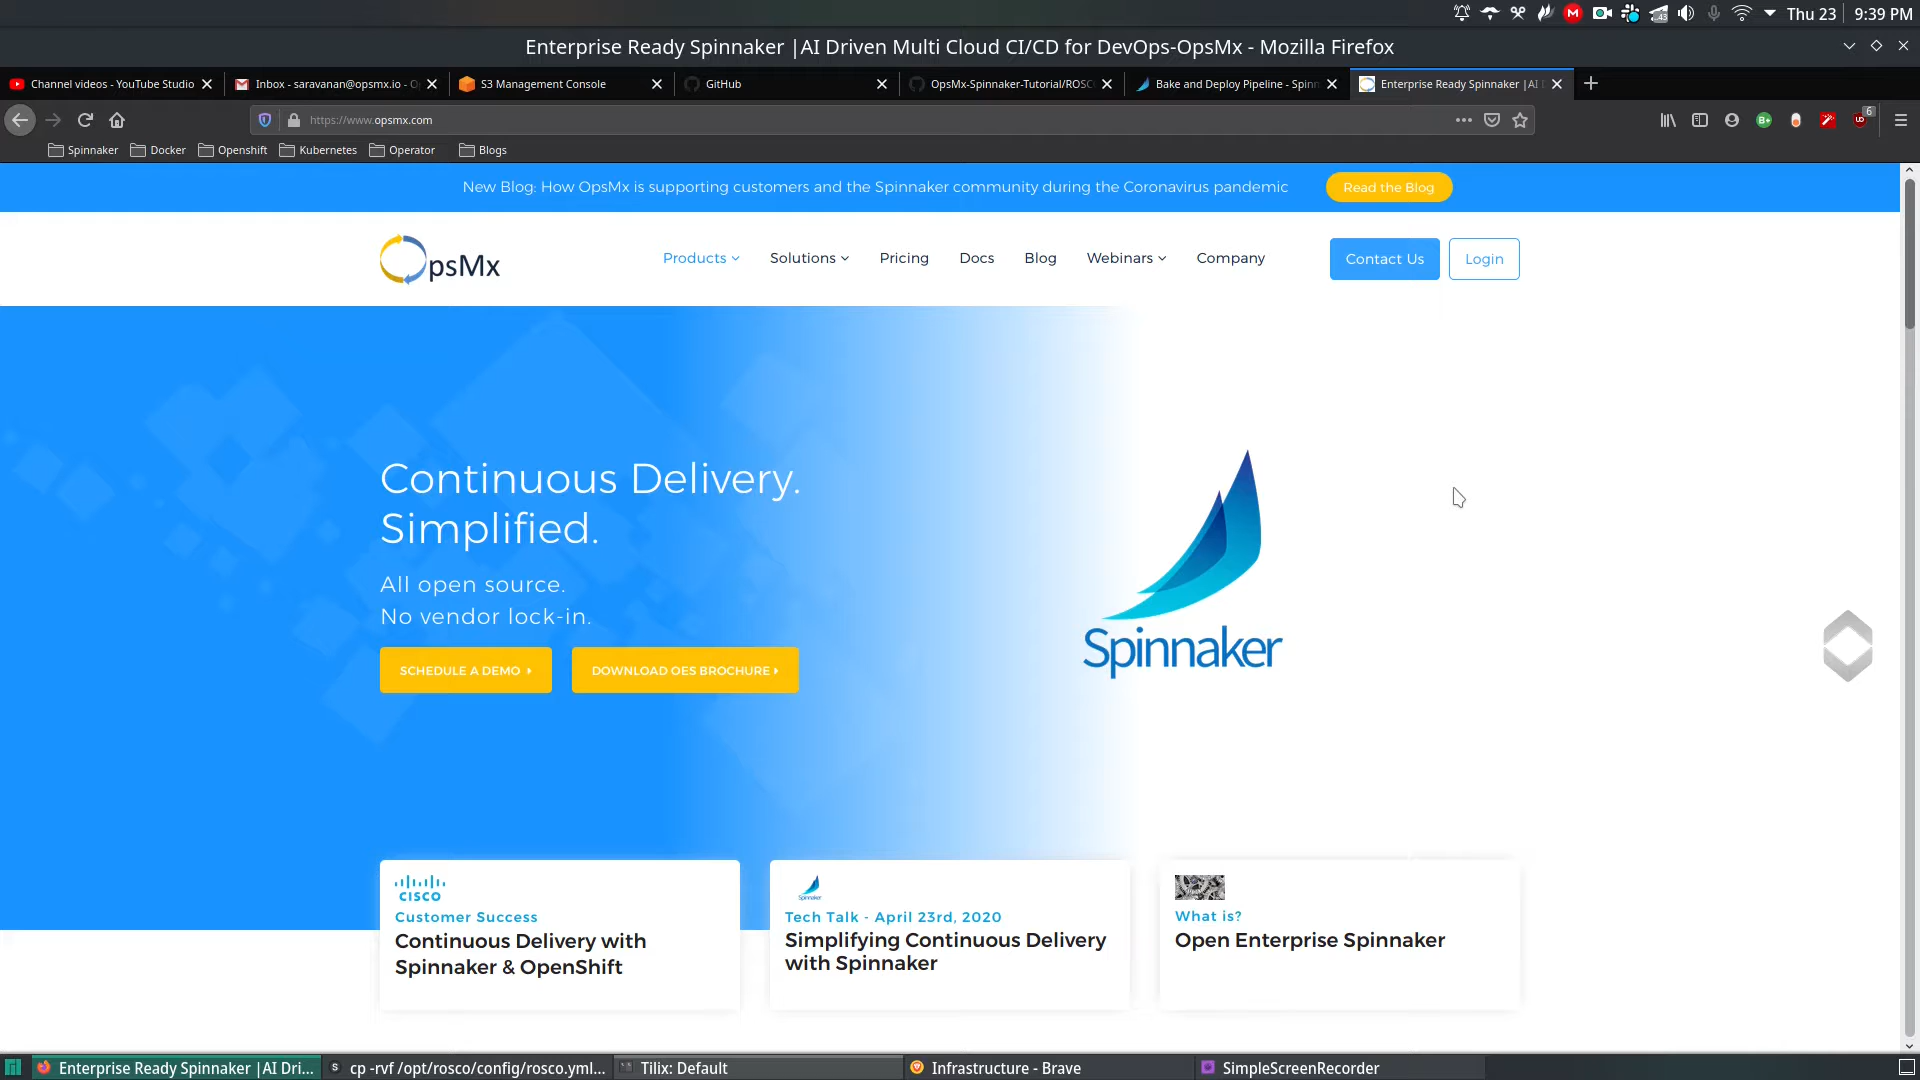 Thu 23
9:39 PM
Enterprise Ready Spinnaker |AI Driven Multi Cloud CI/CD for DevOps-OpsMx - Mozilla Firefox
Channel videos - YouTube Studio
Inbox - saravanan@opsmx.io - O
S3 Management Console
GitHub
OpsMx-Spinnaker-Tutorial/ROSC
Bake and Deploy Pipeline - Spinn
Enterprise Ready Spinnaker |AI D
https://www.opsmx.com
6
Spinnaker
Docker
Openshift
Kubernetes
Operator
Blogs
New Blog: How OpsMx is supporting customers and the Spinnaker community during the Coronavirus pandemic
Read the Blog
OpsMx
Products
Solutions
Pricing
Docs
Blog
Webinars
Company
Contact Us
Login
Continuous Delivery.
Simplified.
All open source.
No vendor lock-in.
SCHEDULE A DEMO
DOWNLOAD OES BROCHURE
Spinnaker
CISCO
Customer Success
Continuous Delivery with
Spinnaker & OpenShift
Spinnaker
Tech Talk - April 23rd, 2020
Simplifying Continuous Delivery
with Spinnaker
What is?
Open Enterprise Spinnaker
Enterprise Ready Spinnaker |AI Dri...
cp -rvf /opt/rosco/config/rosco.yml...
Tilix: Default
Infrastructure - Brave
SimpleScreenRecorder